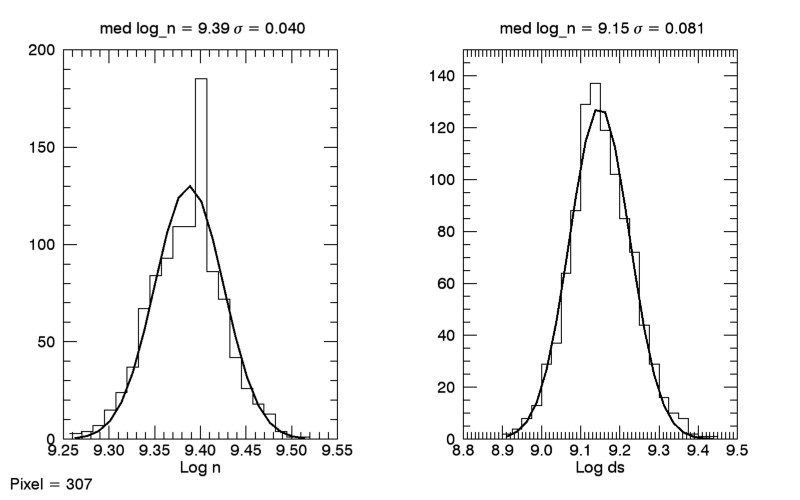 med log_n = 9.39 σ = 0.040
200
150
100
50
0
9.25 9.30 9.35 9.40 9.45 9.50 9.55
Log n
med log_n = 9.15 σ = 0.081
140
120
100
80
60
40
20
0
8.8 8.9 9.0 9.1 9.2 9.3 9.4 9.5
Log ds
Pixel = 307